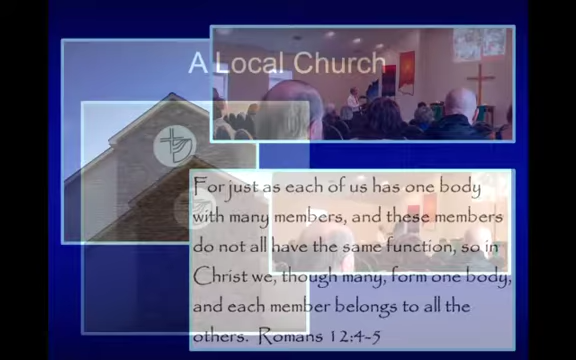 A Local Church
For just as each of us has one body
with many members, and these members
do not all have the same function, so in
Christ we, though many, form one body,
and each member belongs to all the
others. Romans 12:4-5